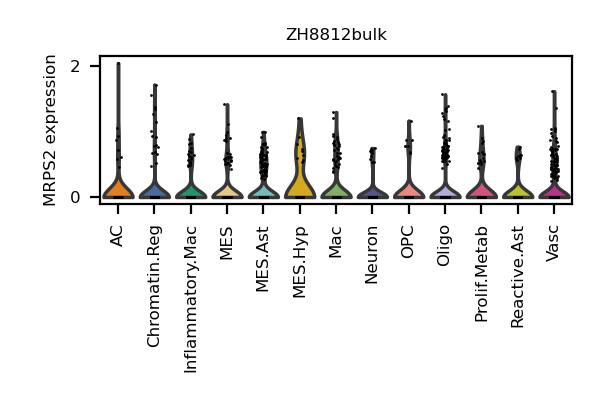 ZH8812bulk
MRPS2 expression
2
0
AC
Chromatin.Reg
Inflammatory.Mac
MES
MES.Ast
MES.Hyp
Mac
Neuron
OPC
Oligo
Prolif.Metab
Reactive.Ast
Vasc